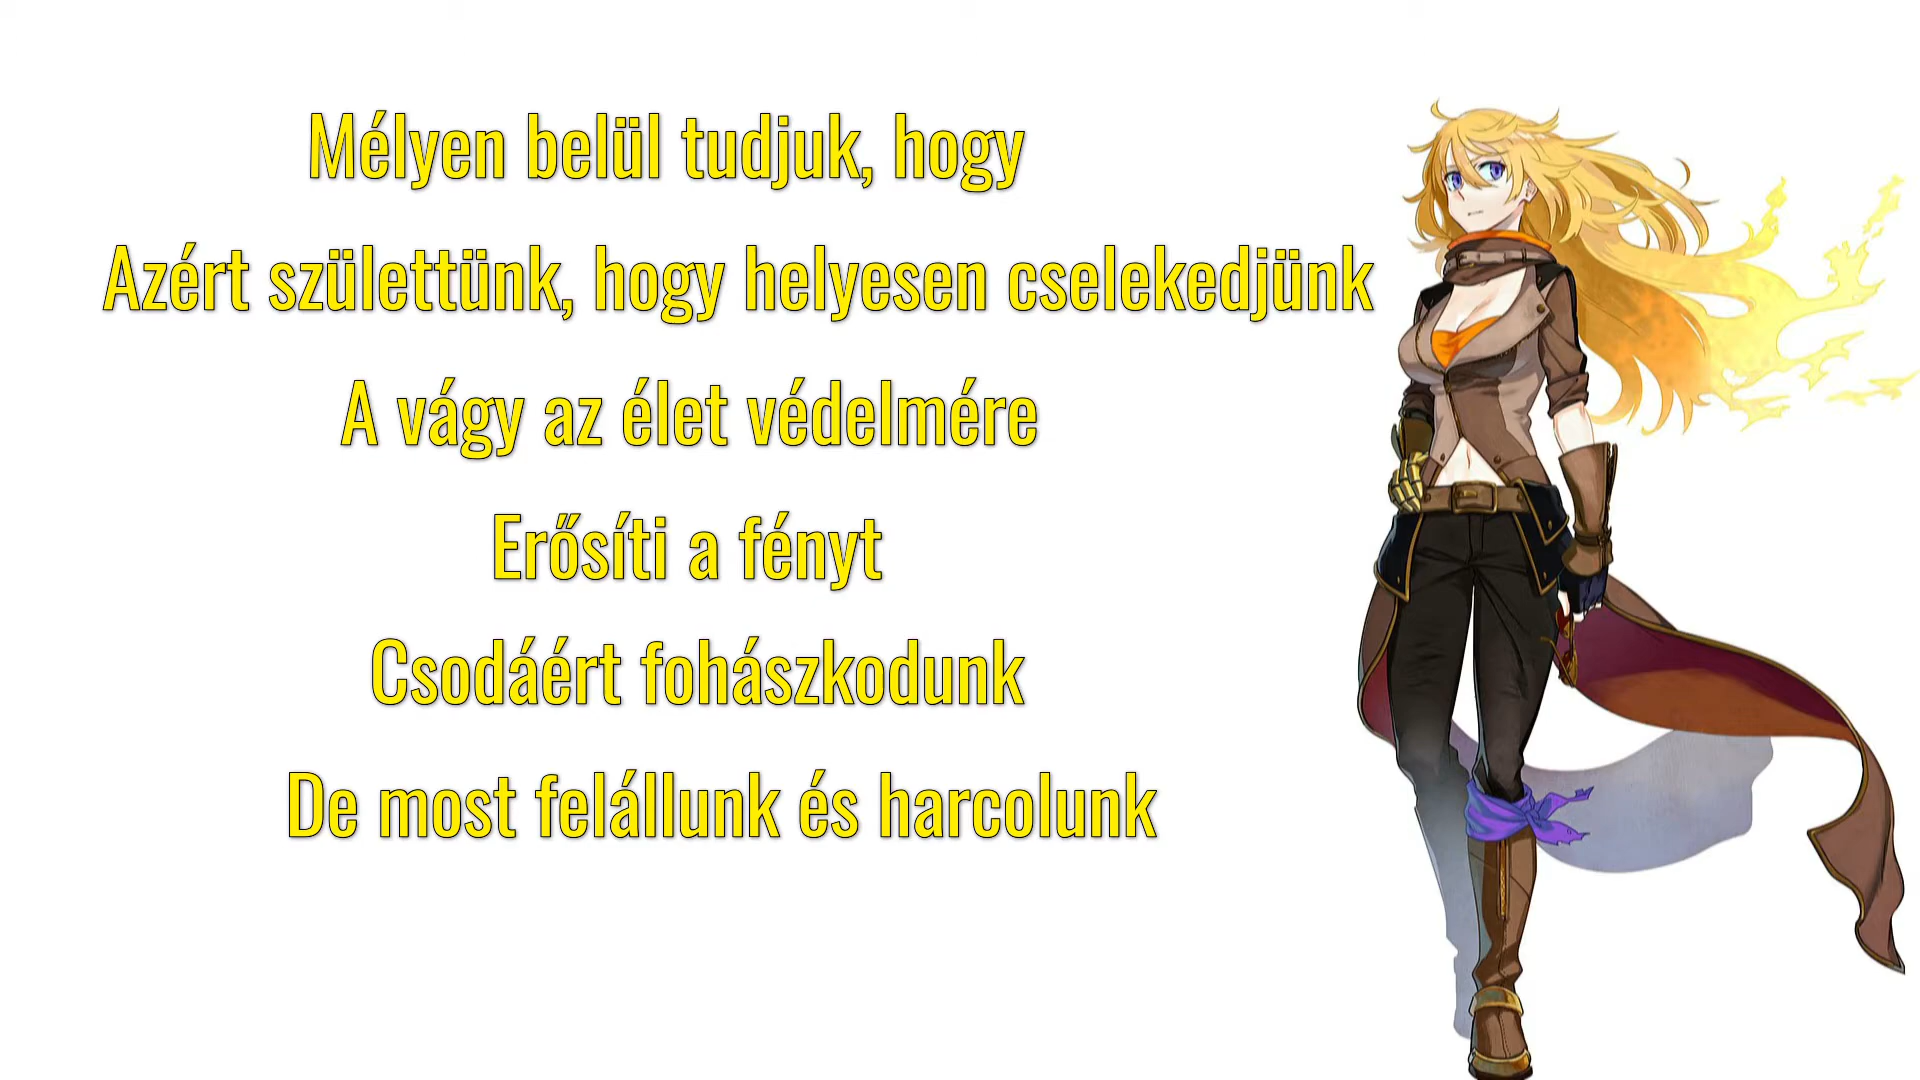 Mélyen belül tudjuk, hogy
Azért születtünk, hogy helyesen cselekedjünk
A vágy az élet védelmére
Erősíti a fényt
Csodáért fohászkodunk
De most felállunk és harcolunk